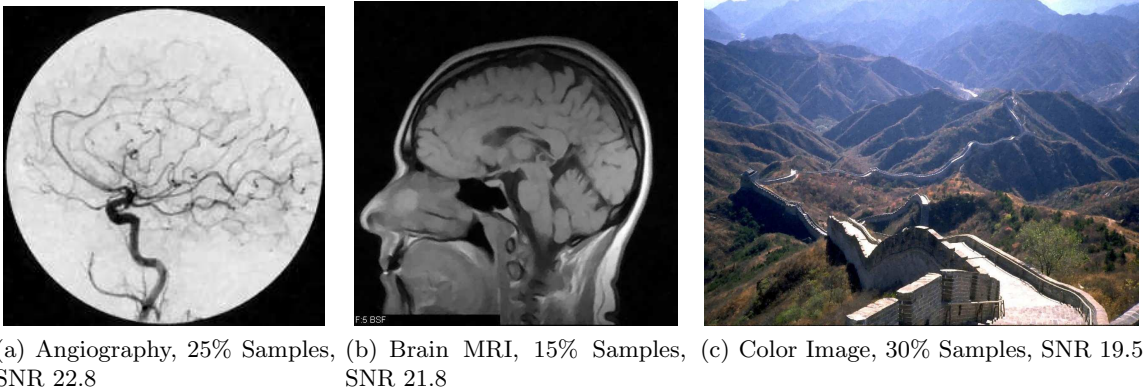 F:5 BSF
(a) Angiography, 25% Samples, SNR 22.8
(b) Brain MRI, 15% Samples, SNR 21.8
(c) Color Image, 30% Samples, SNR 19.5